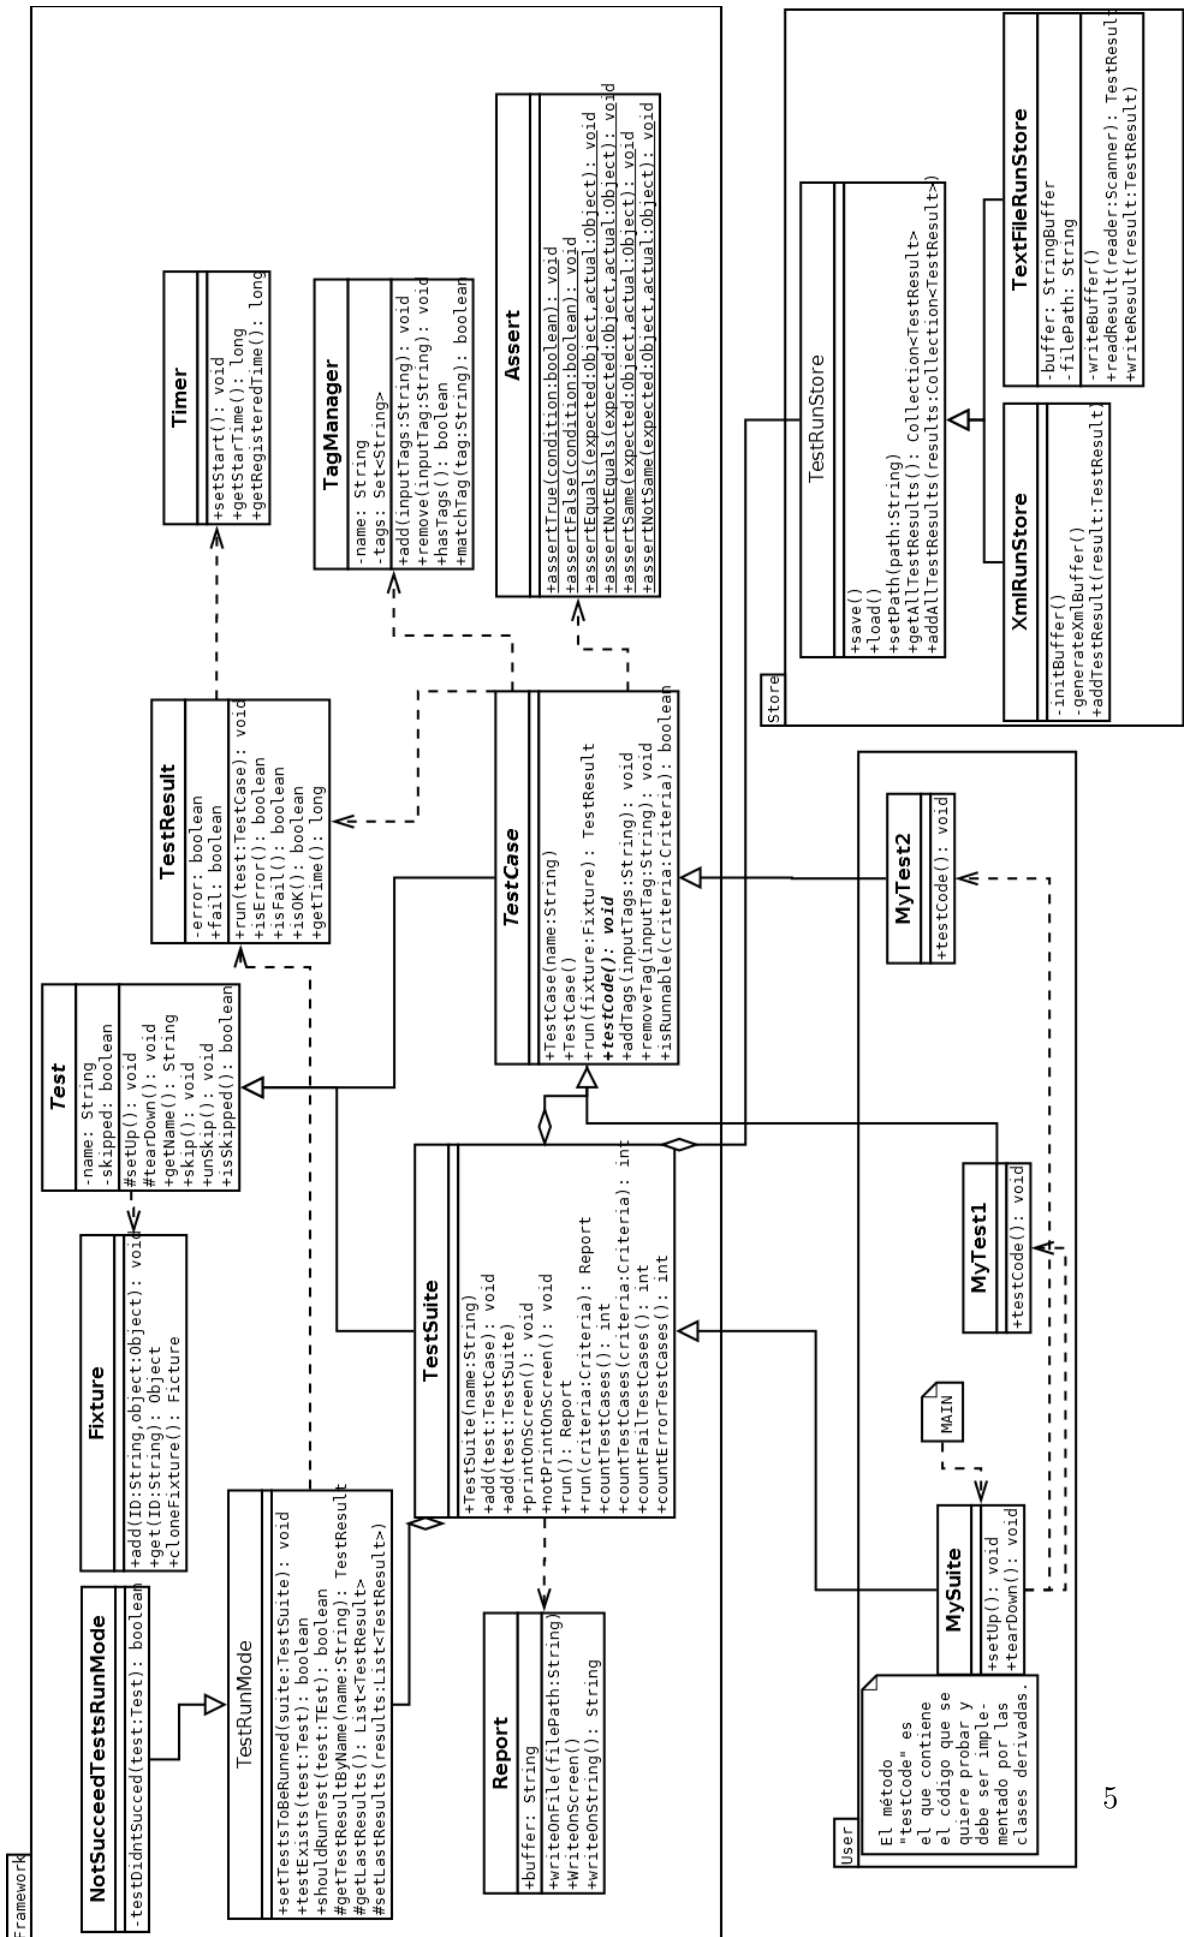 Framework
NotSucceedTestsRunMode
-testDidntSucced(test:Test): boolean
Fixture
+add(ID:String,object:Object): void
+get(ID:String): Object
+cloneFixture(): Ficture
Test
-name: String
-skipped: boolean
#setUp(): void
#tearDown(): void
+getName(): String
+skip(): void
+unSkip(): void
+isSkipped(): boolean
TestResult
-error: boolean
+fail: boolean
+run(test:TestCase): void
+isError(): boolean
+isFail(): boolean
+isOK(): boolean
+getTime(): long
Timer
+setStart(): void
+getStarTime(): long
+getRegisteredTime(): long
TestRunMode
+setTestsToBeRunned(suite:TestSuite): void
+testExists(test:Test): boolean
+shouldRunTest(test:TEst): boolean
#getTestResultByName(name:String): TestResult
#getLastResults(): List<TestResult>
#setLastResults(results:List<TestResult>)
TagManager
-name: String
-tags: Set<String>
+add(inputTags:String): void
+remove(inputTag:String): void
+hasTags(): boolean
+matchTag(tag:String): boolean
Report
+buffer: String
+writeOnFile(filePath:String)
+WriteOnScreen()
+writeOnString(): String
TestSuite
+TestSuite(name:String)
+add(test:TestCase): void
+add(test:TestSuite)
+printOnScreen(): void
+notPrintOnScreen(): void
+run(): Report
+run(criteria:Criteria): Report
+countTestCases(): int
+countTestCases(criteria:Criteria): int
+countFailTestCases(): int
+countErrorTestCases(): int
TestCase
+TestCase(name:String)
+TestCase()
+run(fixture:Fixture): TestResult
+testCode(): void
+addTags(inputTags:String): void
+removeTag(inputTag:String): void
+isRunnable(criteria:Criteria): boolean
Assert
+assertTrue(condition:boolean): void
+assertFalse(condition:boolean): void
+assertEquals(expected:Object,actual:Object): void
+assertNotEquals(expected:Object,actual:Object): void
+assertSame(expected:Object,actual:Object): void
+assertNotSame(expected:Object,actual:Object): void
User
El método
"testCode" es
el que contiene
el código que se
quiere probar y
debe ser imple-
mentado por las
clases derivadas.
MySuite
+setUp(): void
+tearDown(): void
MAIN
MyTest1
+testCode(): void
MyTest2
+testCode(): void
Store
TestRunStore
+save()
+load()
+setPath(path:String)
+getAllTestResults(): Collection<TestResult>
+addAllTestResults(results:Collection<TestResult>)
XmlRunStore
-initBuffer()
-generateXmlBuffer()
+addTestResult(result:TestResult)
TextFileRunStore
-buffer: StringBuffer
-filePath: String
-writeBuffer()
+readResult(reader:Scanner): TestResul
+writeResult(result:TestResult)
5